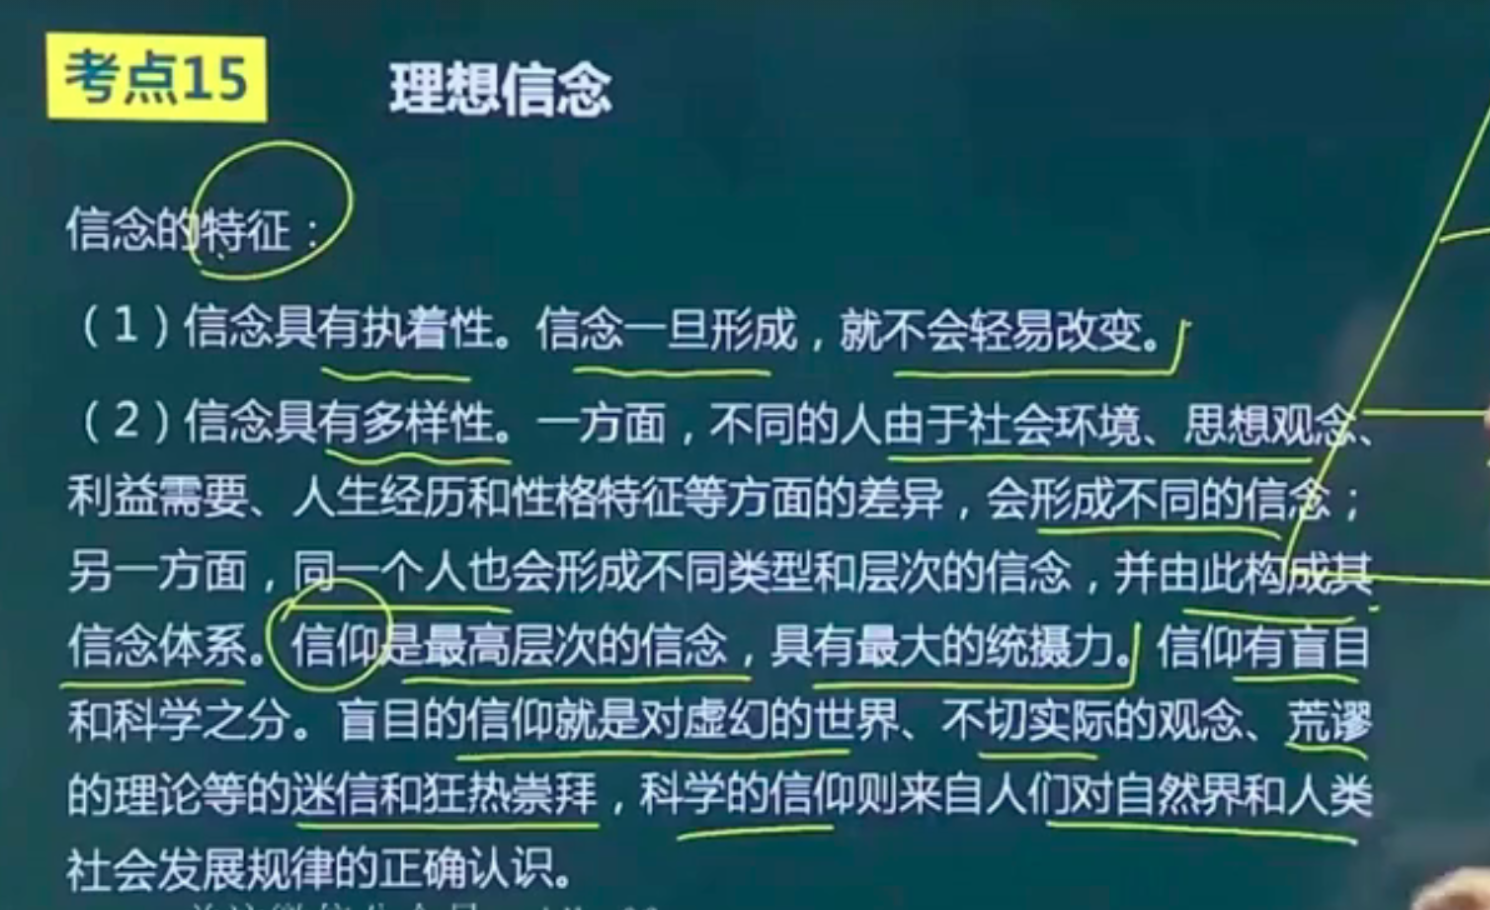 考点15 理想信念
信念的特征：
（1）信念具有执着性。信念一旦形成，就不会轻易改变。
（2）信念具有多样性。一方面，不同的人由于社会环境、思想观念、
利益需要、人生经历和性格特征等方面的差异，会形成不同的信念；
另一方面，同一个人也会形成不同类型和层次的信念，并由此构成其
信念体系。信仰是最高层次的信念，具有最大的统摄力。信仰有盲目
和科学之分。盲目的信仰就是对虚幻的世界、不切实际的观念、荒谬
的理论等的迷信和狂热崇拜，科学的信仰则来自人们对自然界和人类
社会发展规律的正确认识。